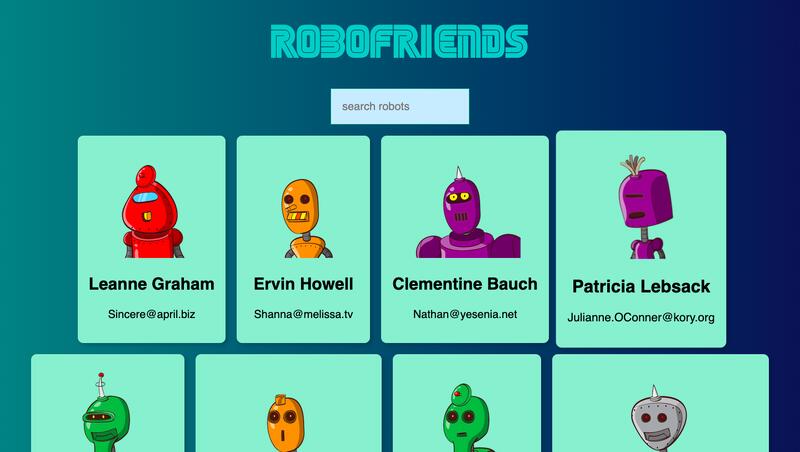 ROBOFRIENDS
search robots
Leanne Graham
Sincere@april.biz
Ervin Howell
Shanna@melissa.tv
Clementine Bauch
Nathan@yesenia.net
Patricia Lebsack
Julianne.OConner@kory.org